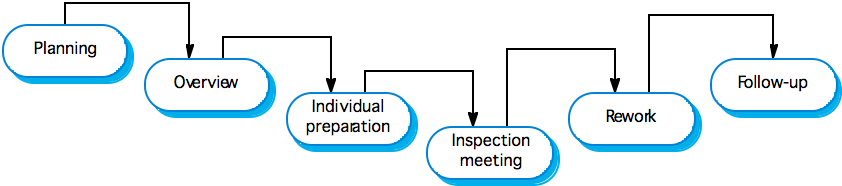 Planning
Overview
Individual
preparation
Inspection
meeting
Rework
Follow-up